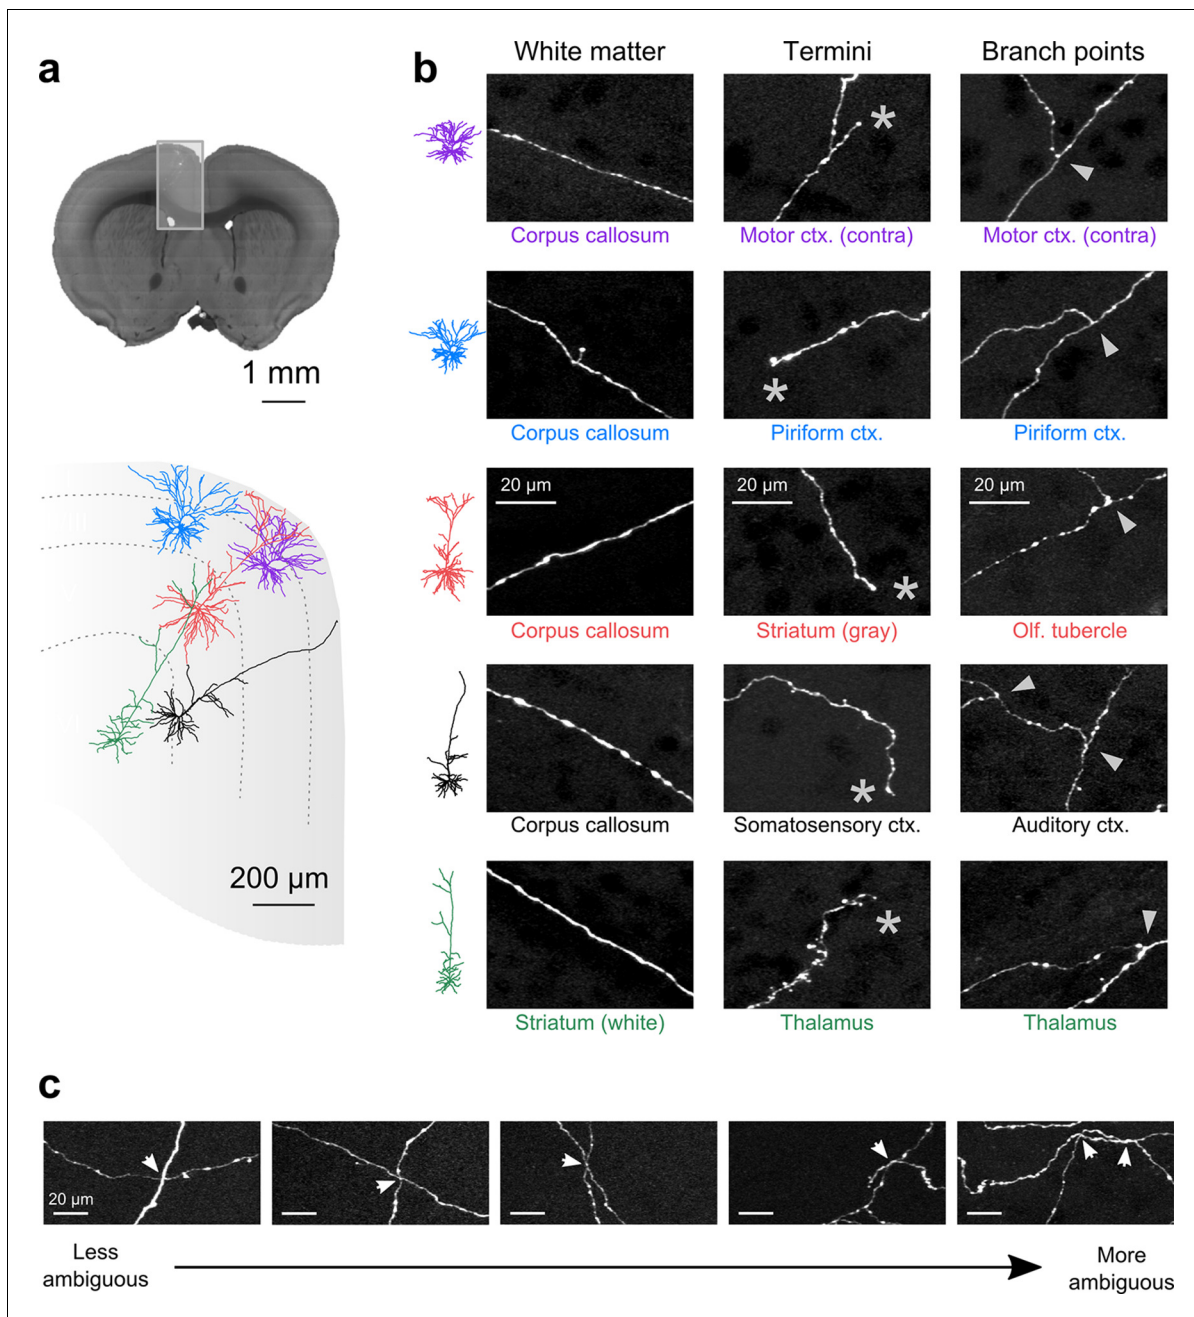 a
1 mm
200 µm
b
White matter Termini Branch points
Corpus callosum Motor ctx. (contra) Motor ctx. (contra)
* 
Corpus callosum Piriform ctx. Piriform ctx.
*
20 µm 20 µm 20 µm
*
Corpus callosum Striatum (gray) Olf. tubercle
*
Corpus callosum Somatosensory ctx. Auditory ctx.
*
Striatum (white) Thalamus Thalamus
c
20 µm
Less
ambiguous
More
ambiguous